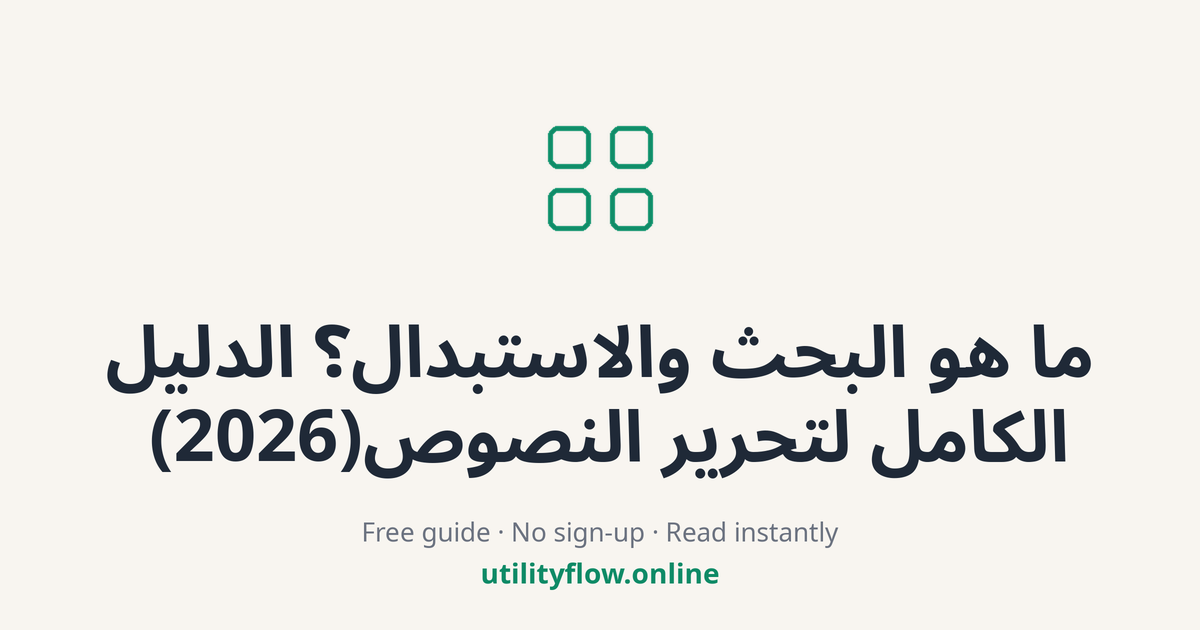 ما هو البحث والاستبدال؟ الدليل
الكامل لتحرير النصوص(2026)
Free guide · No sign-up · Read instantly
utilityflow.online